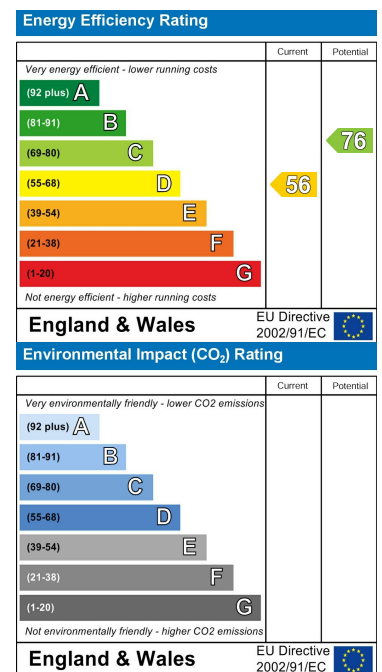 Energy Efficiency Rating
Current Potential
Very energy efficient - lower running costs
(92 plus) A
(81-91) B
(69-80) C
76
(55-68) D
56
(39-54) E
(21-38) F
(1-20) G
Not energy efficient - higher running costs
England & Wales
EU Directive
2002/91/EC
Environmental Impact (CO₂) Rating
Current Potential
Very environmentally friendly - lower CO2 emissions
(92 plus) A
(81-91) B
(69-80) C
(55-68) D
(39-54) E
(21-38) F
(1-20) G
Not environmentally friendly - higher CO2 emissions
England & Wales
EU Directive
2002/91/EC